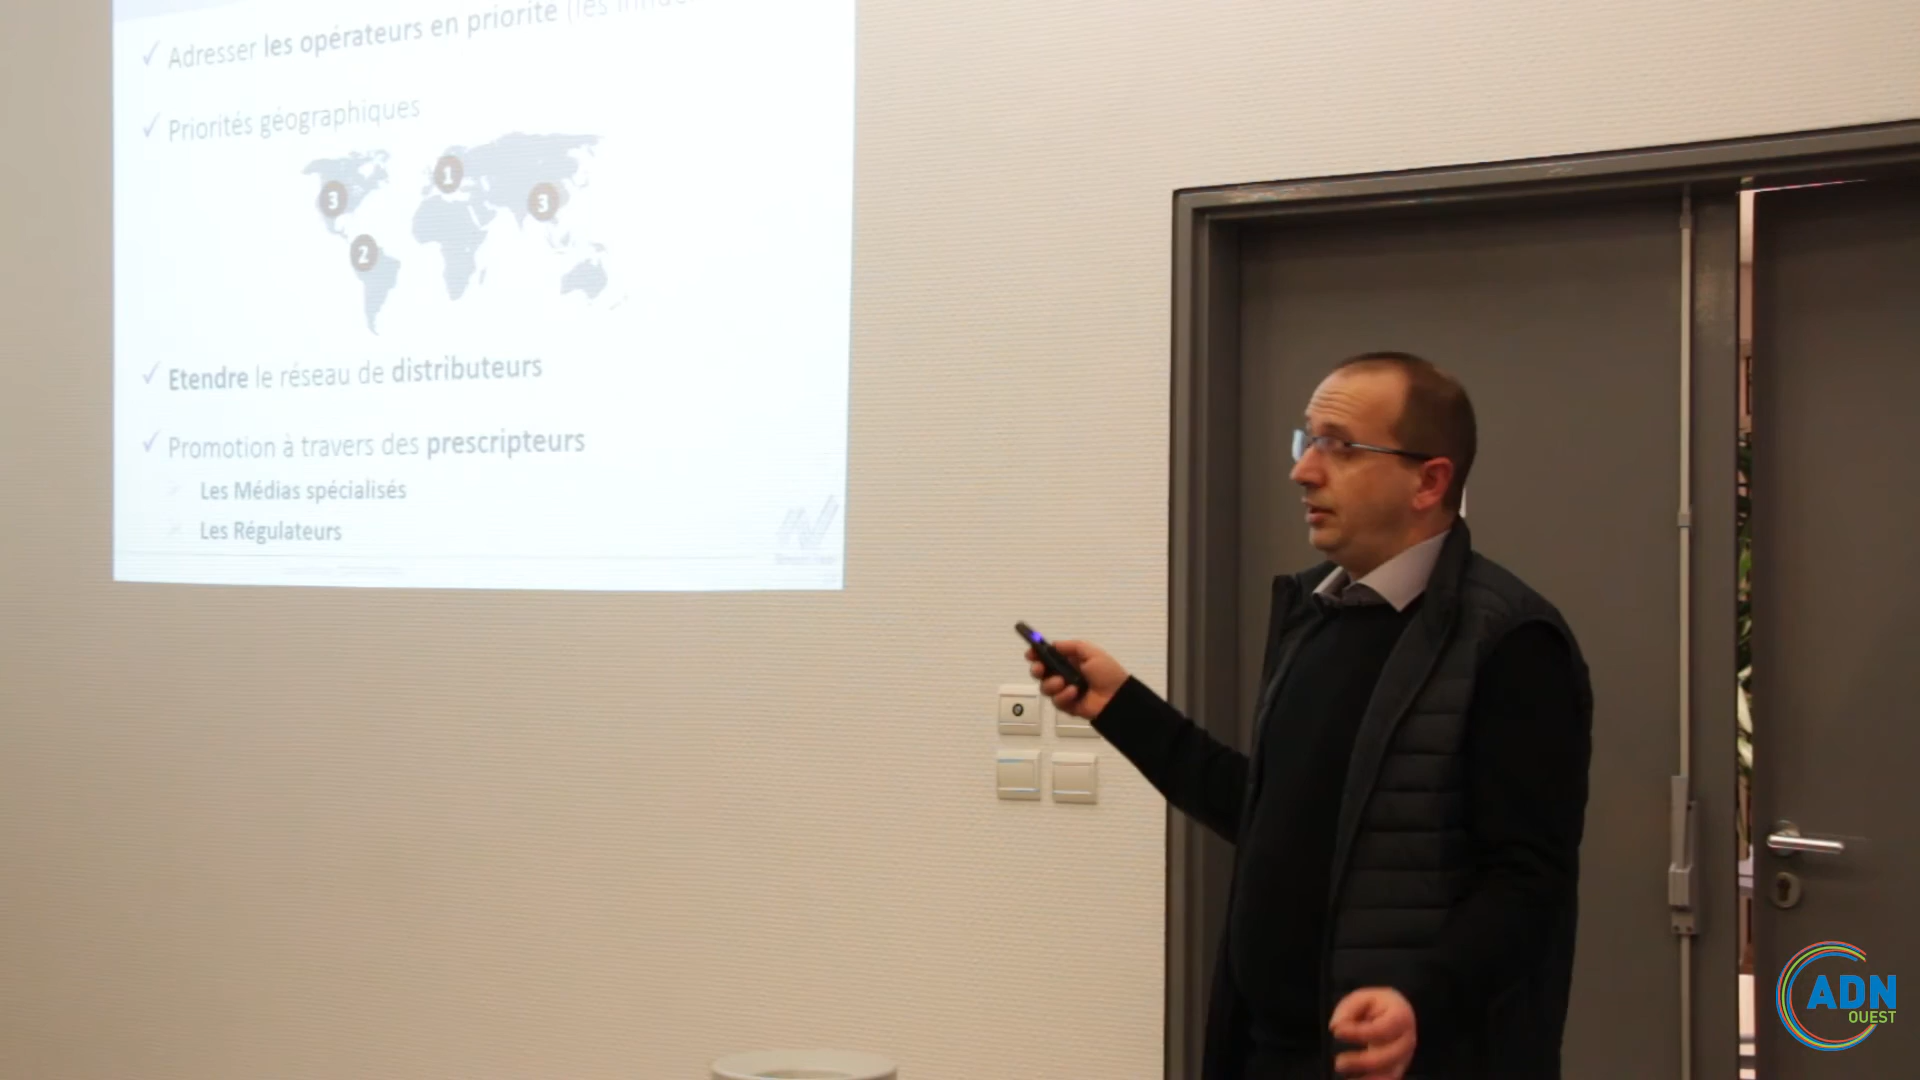 Adresser les opérateurs en priorité (les
Priorités géographiques
1
3
3
2
Etendre le réseau de distributeurs
Promotion à travers des prescripteurs
Les Médias spécialisés
Les Régulateurs
ADN
OUEST